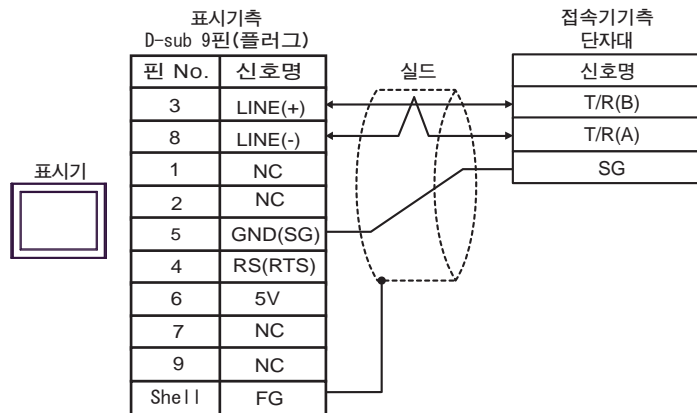 표시기측
D-sub 9핀(플러그)
접속기기측
단자대
핀 No. 신호명
실드
신호명
3 LINE(+)
T/R(B)
8 LINE(-)
T/R(A)
표시기
1 NC
SG
2 NC
5 GND(SG)
4 RS(RTS)
6 5V
7 NC
9 NC
Shell FG